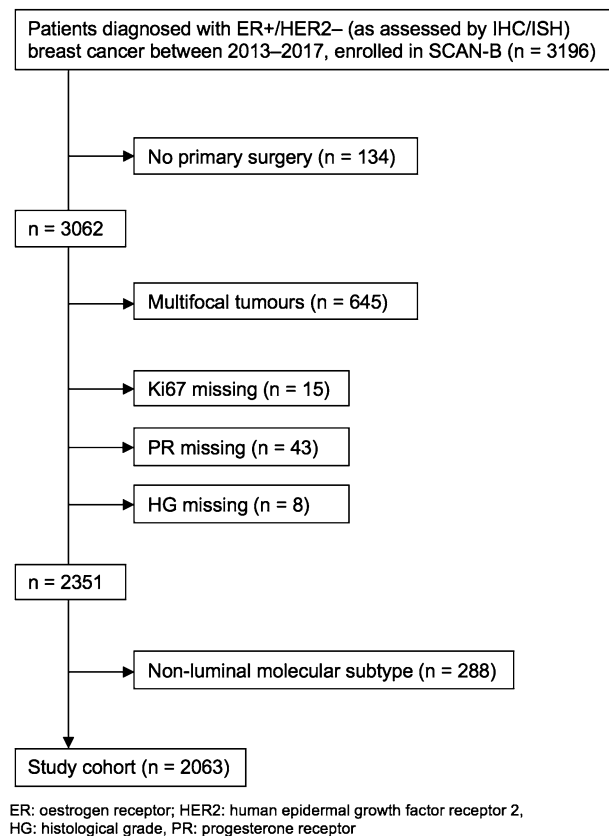 Patients diagnosed with ER+/HER2– (as assessed by IHC/ISH)
breast cancer between 2013–2017, enrolled in SCAN-B (n = 3196)
No primary surgery (n = 134)
n = 3062
Multifocal tumours (n = 645)
Ki67 missing (n = 15)
PR missing (n = 43)
HG missing (n = 8)
n = 2351
Non-luminal molecular subtype (n = 288)
Study cohort (n = 2063)
ER: oestrogen receptor; HER2: human epidermal growth factor receptor 2,
HG: histological grade, PR: progesterone receptor